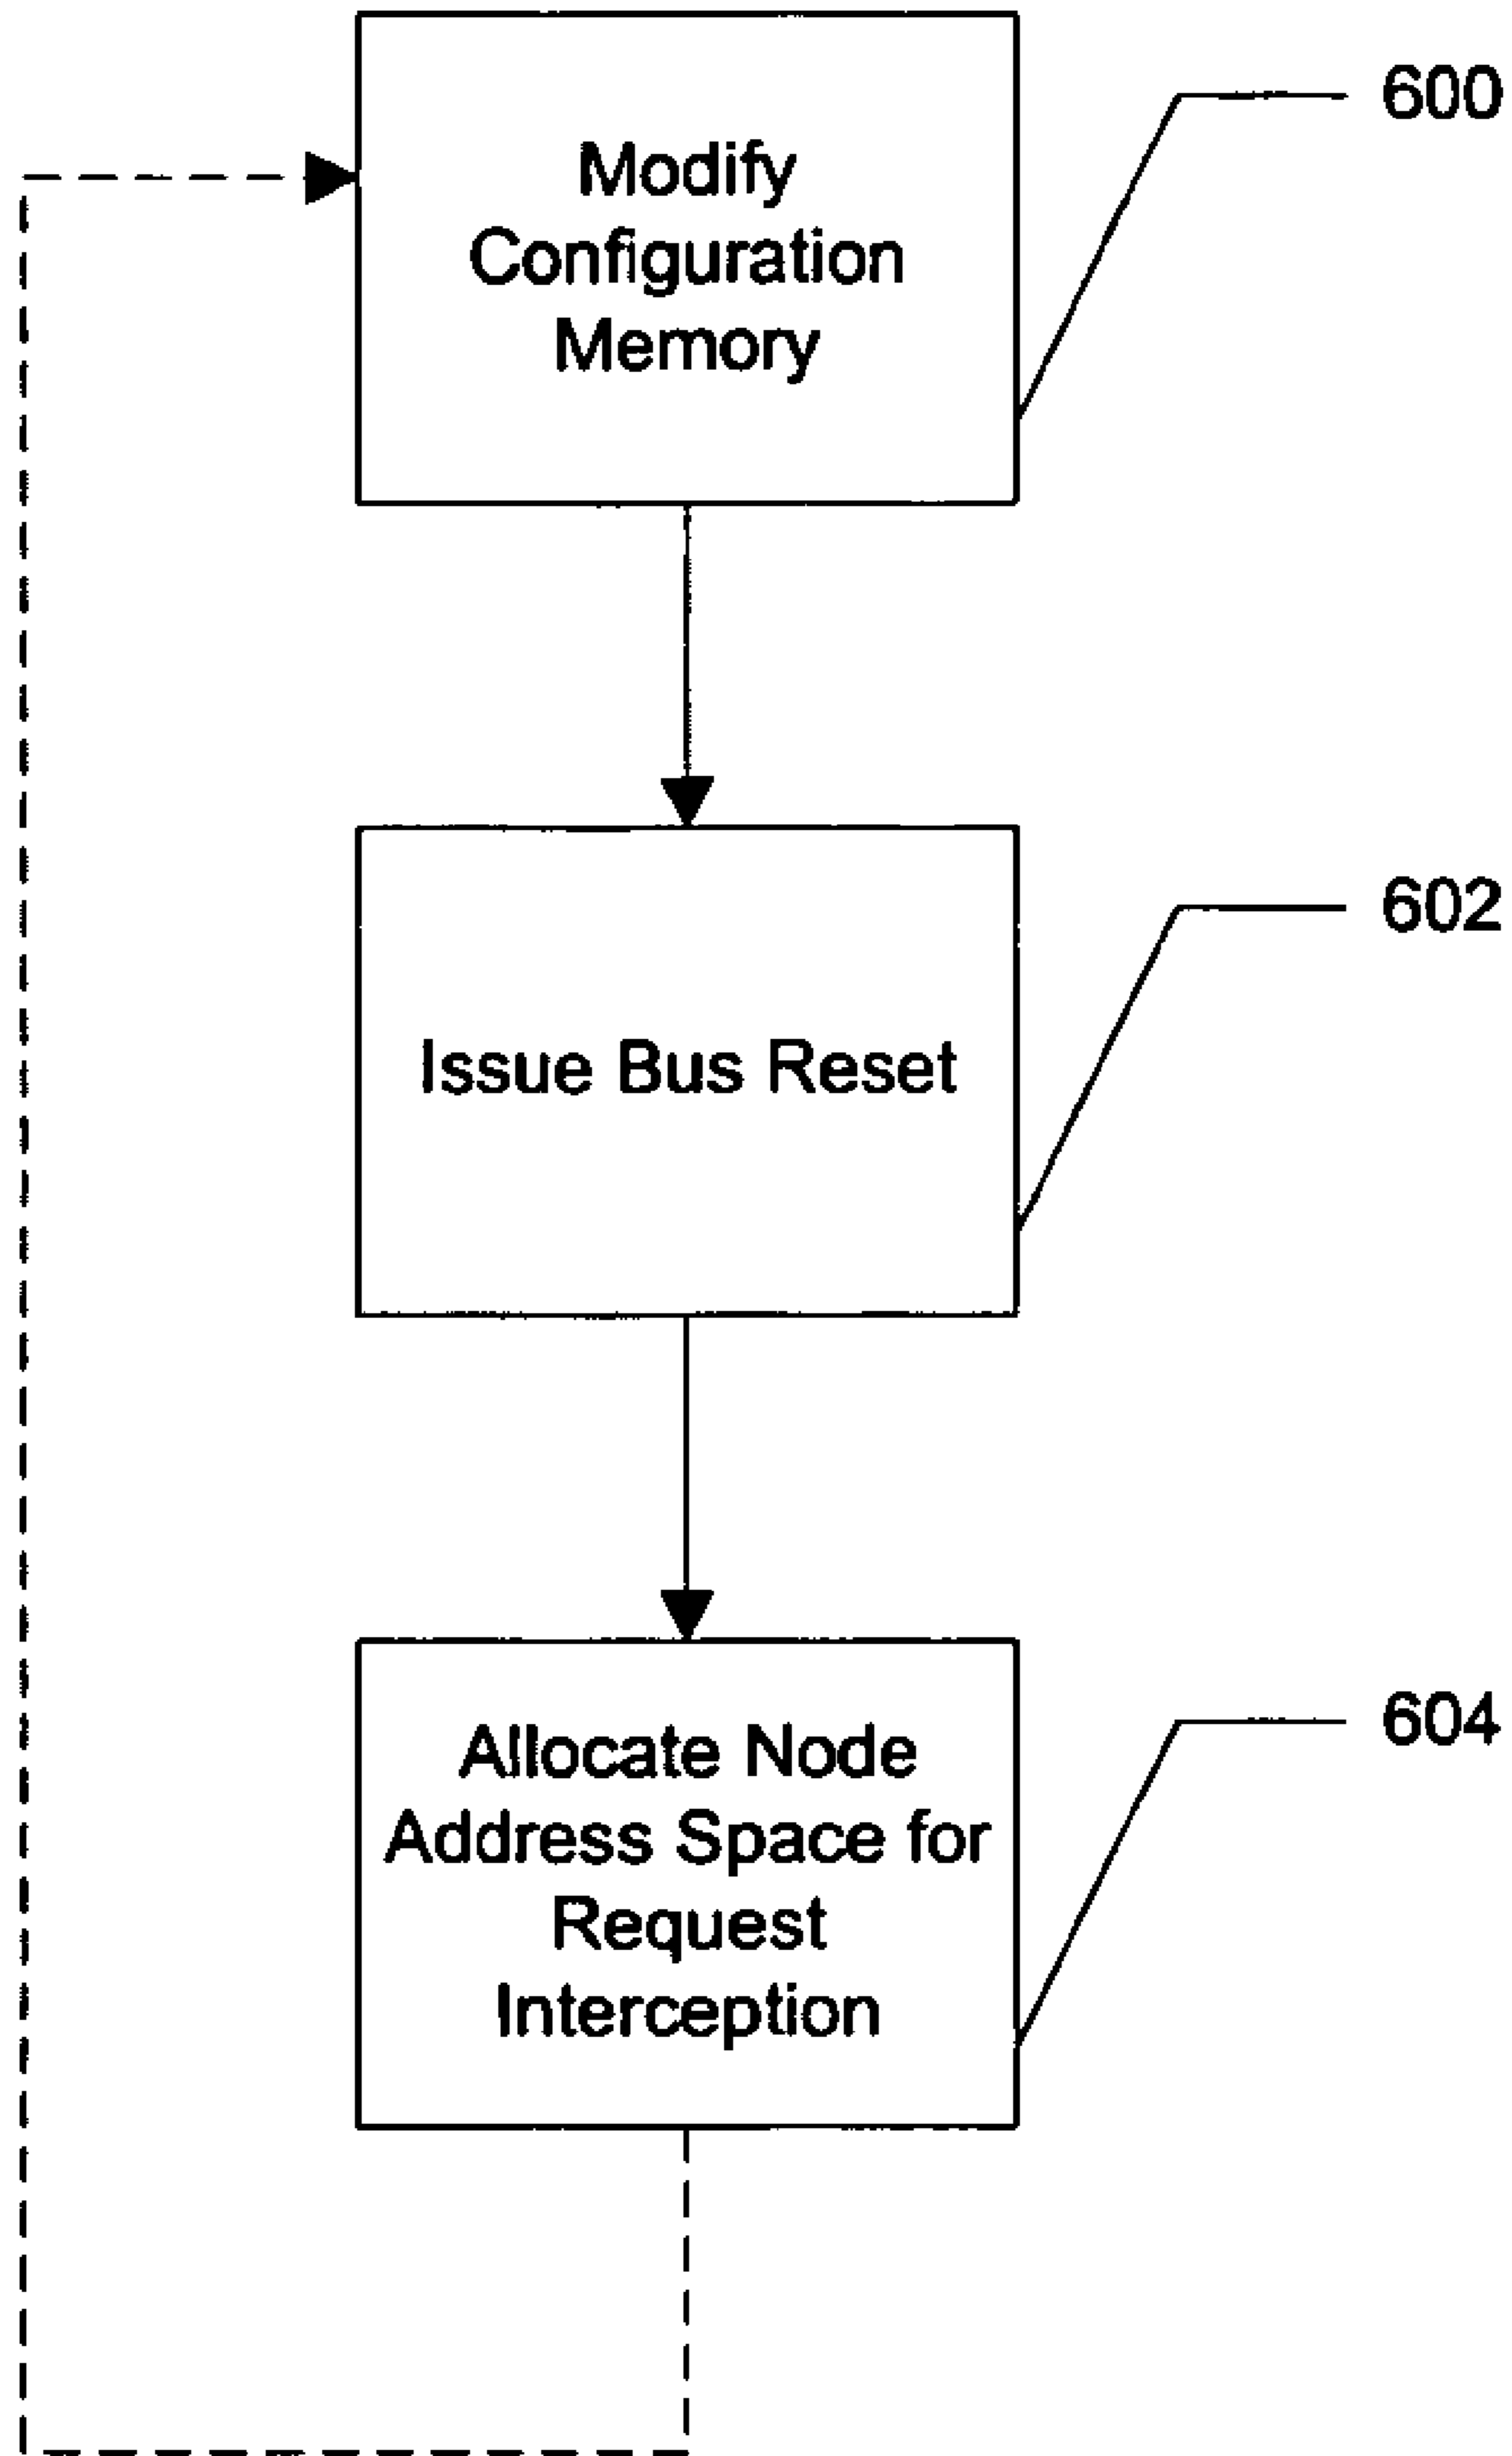 600
Modify
Configuration
Memory
602
Issue Bus Reset
604
Allocate Node
Address Space for
Request
Interception